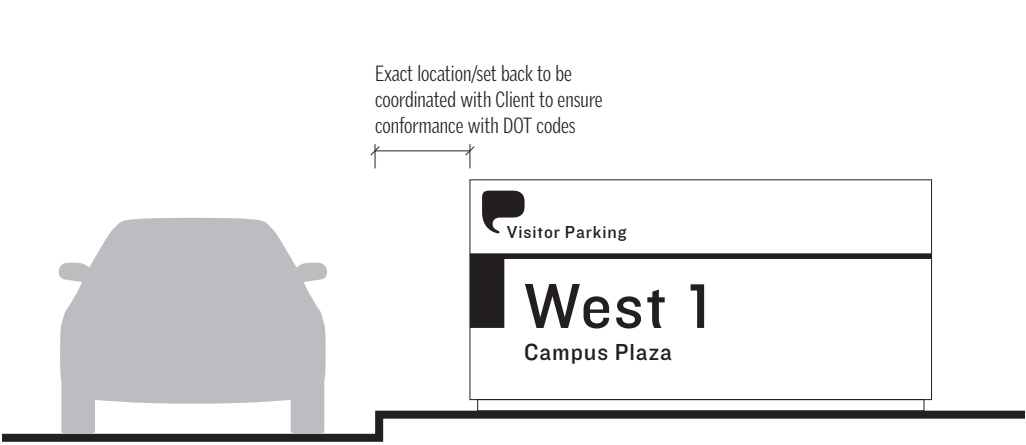 Exact location/set back to be
coordinated with Client to ensure
conformance with DOT codes
Visitor Parking
West 1
Campus Plaza